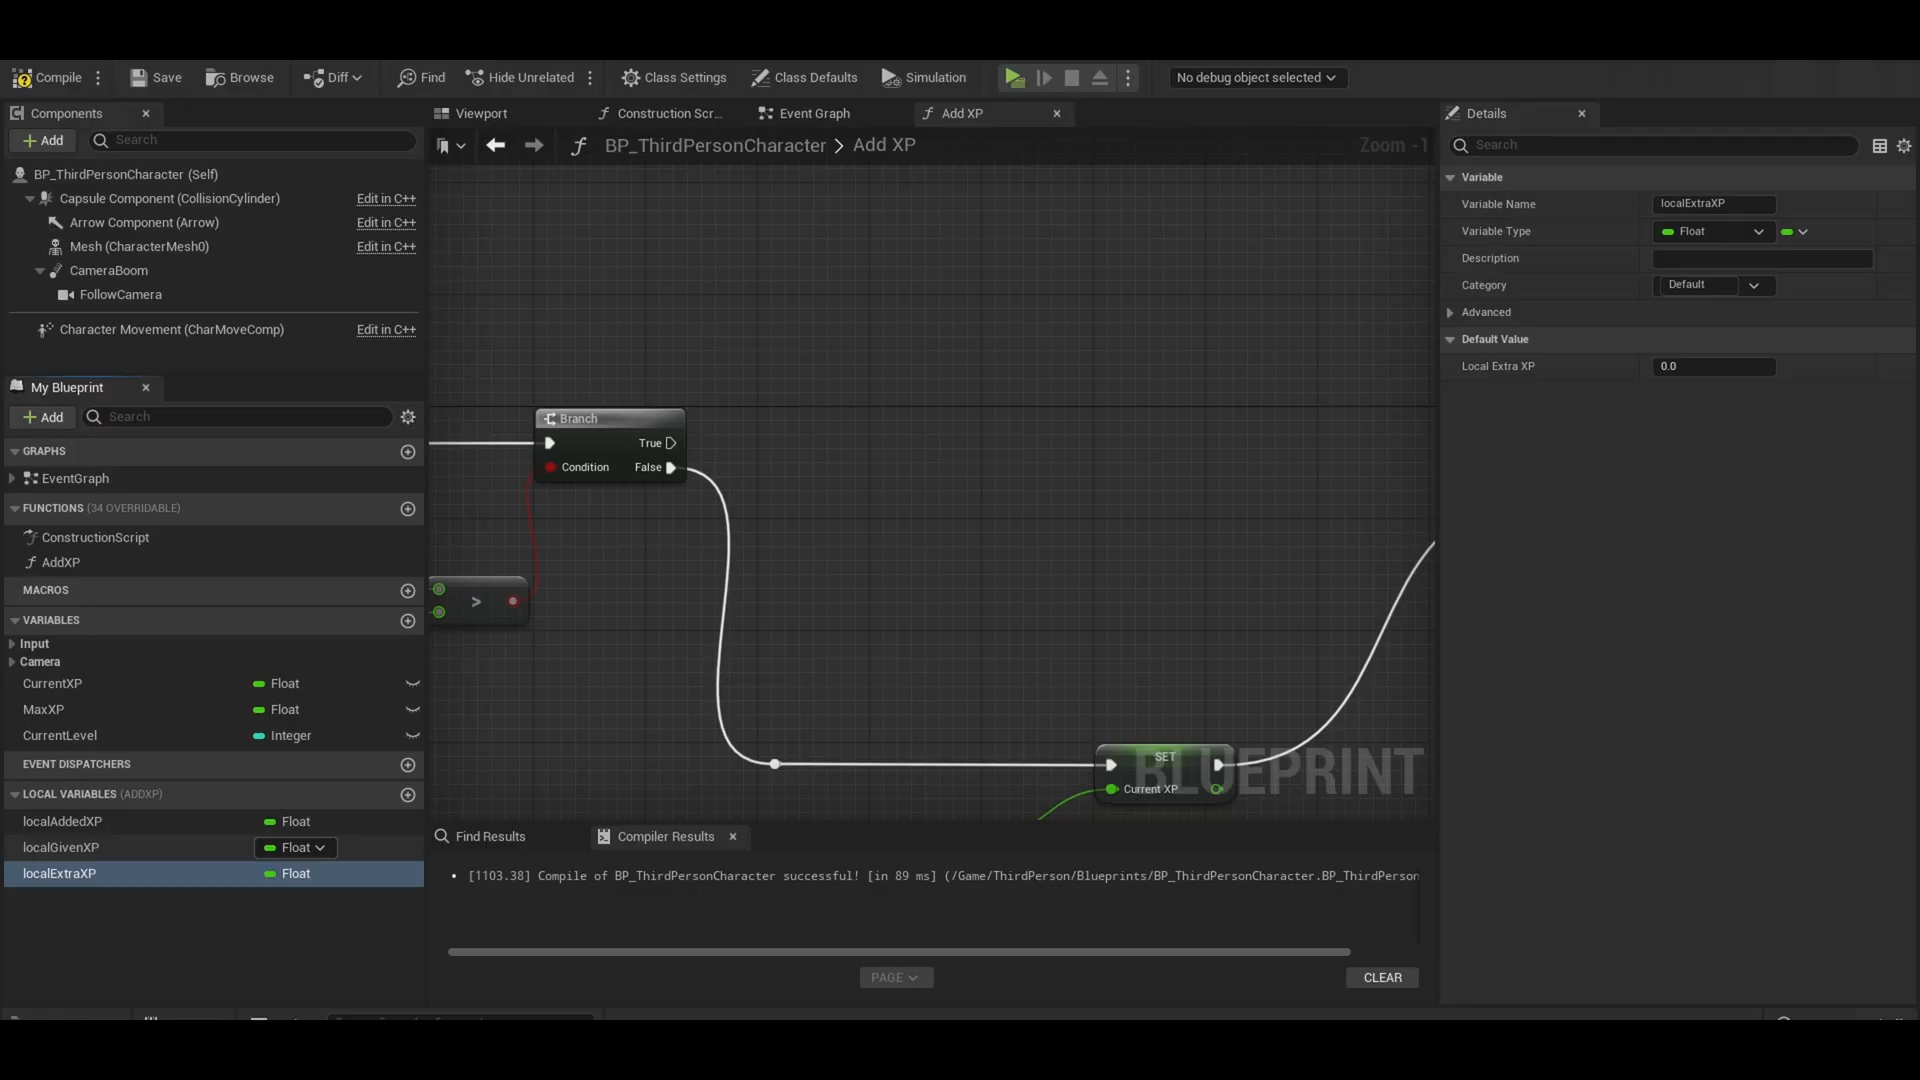 Compile
Save
Browse
Diff
Find
Hide Unrelated
Class Settings
Class Defaults
Simulation
No debug object selected
Components
Add
Search
BP_ThirdPersonCharacter (Self)
Capsule Component (CollisionCylinder) Edit in C++
Arrow Component (Arrow) Edit in C++
Mesh (CharacterMesh0) Edit in C++
CameraBoom
FollowCamera
Character Movement (CharMoveComp) Edit in C++
My Blueprint
Add
Search
GRAPHS
EventGraph
FUNCTIONS (34 OVERRIDABLE)
ConstructionScript
AddXP
MACROS
VARIABLES
Input
Camera
CurrentXP Float
MaxXP Float
CurrentLevel Integer
EVENT DISPATCHERS
LOCAL VARIABLES (ADDXP)
localAddedXP Float
localGivenXP Float
localExtraXP Float
Viewport
Construction Scr...
Event Graph
Add XP
BP_ThirdPersonCharacter > Add XP
Zoom -1
Branch
True
Condition False
>
SET
Current XP
BLUEPRINT
Find Results
Compiler Results
[1103.38] Compile of BP_ThirdPersonCharacter successful! [in 89 ms] (/Game/ThirdPerson/Blueprints/BP_ThirdPersonCharacter.BP_ThirdPerson
PAGE
CLEAR
Details
Search
Variable
Variable Name localExtraXP
Variable Type Float
Description
Category Default
Advanced
Default Value
Local Extra XP 0.0